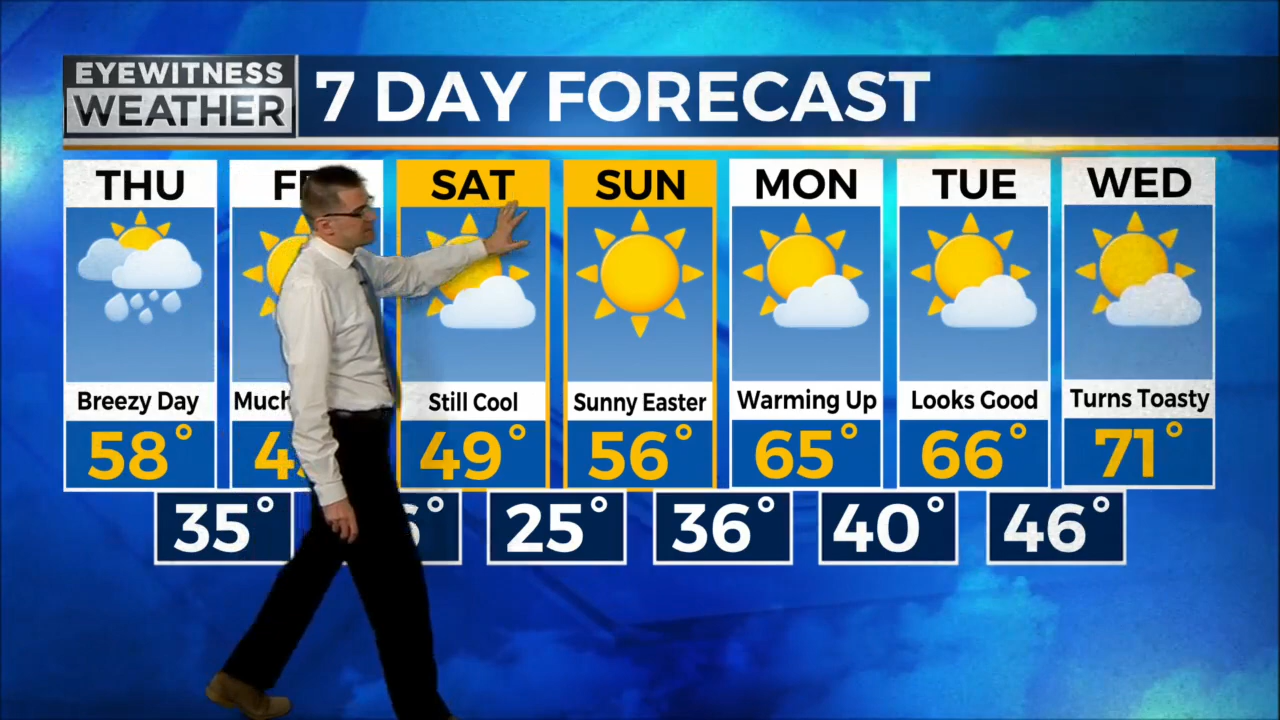 EYEWITNESS
WEATHER
7 DAY FORECAST
THU
SAT
SUN
MON
TUE
WED
Breezy Day
Much
Still Cool
Sunny Easter
Warming Up
Looks Good
Turns Toasty
58°
49°
56°
65°
66°
71°
35°
25°
36°
40°
46°